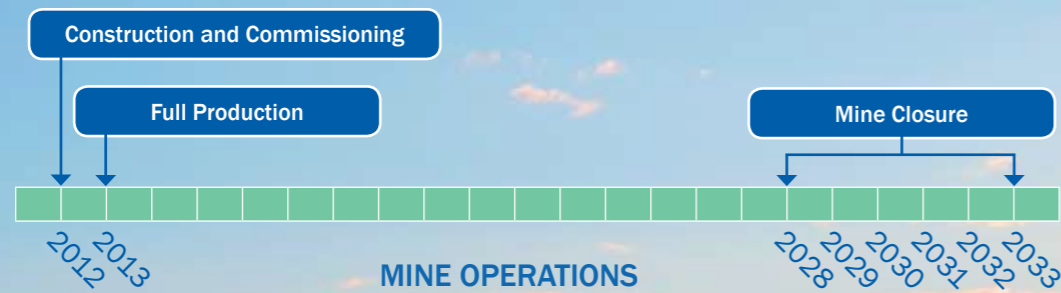 Construction and Commissioning
Full Production
Mine Closure
2012
2013
2028
2029
2030
2031
2032
2033
MINE OPERATIONS